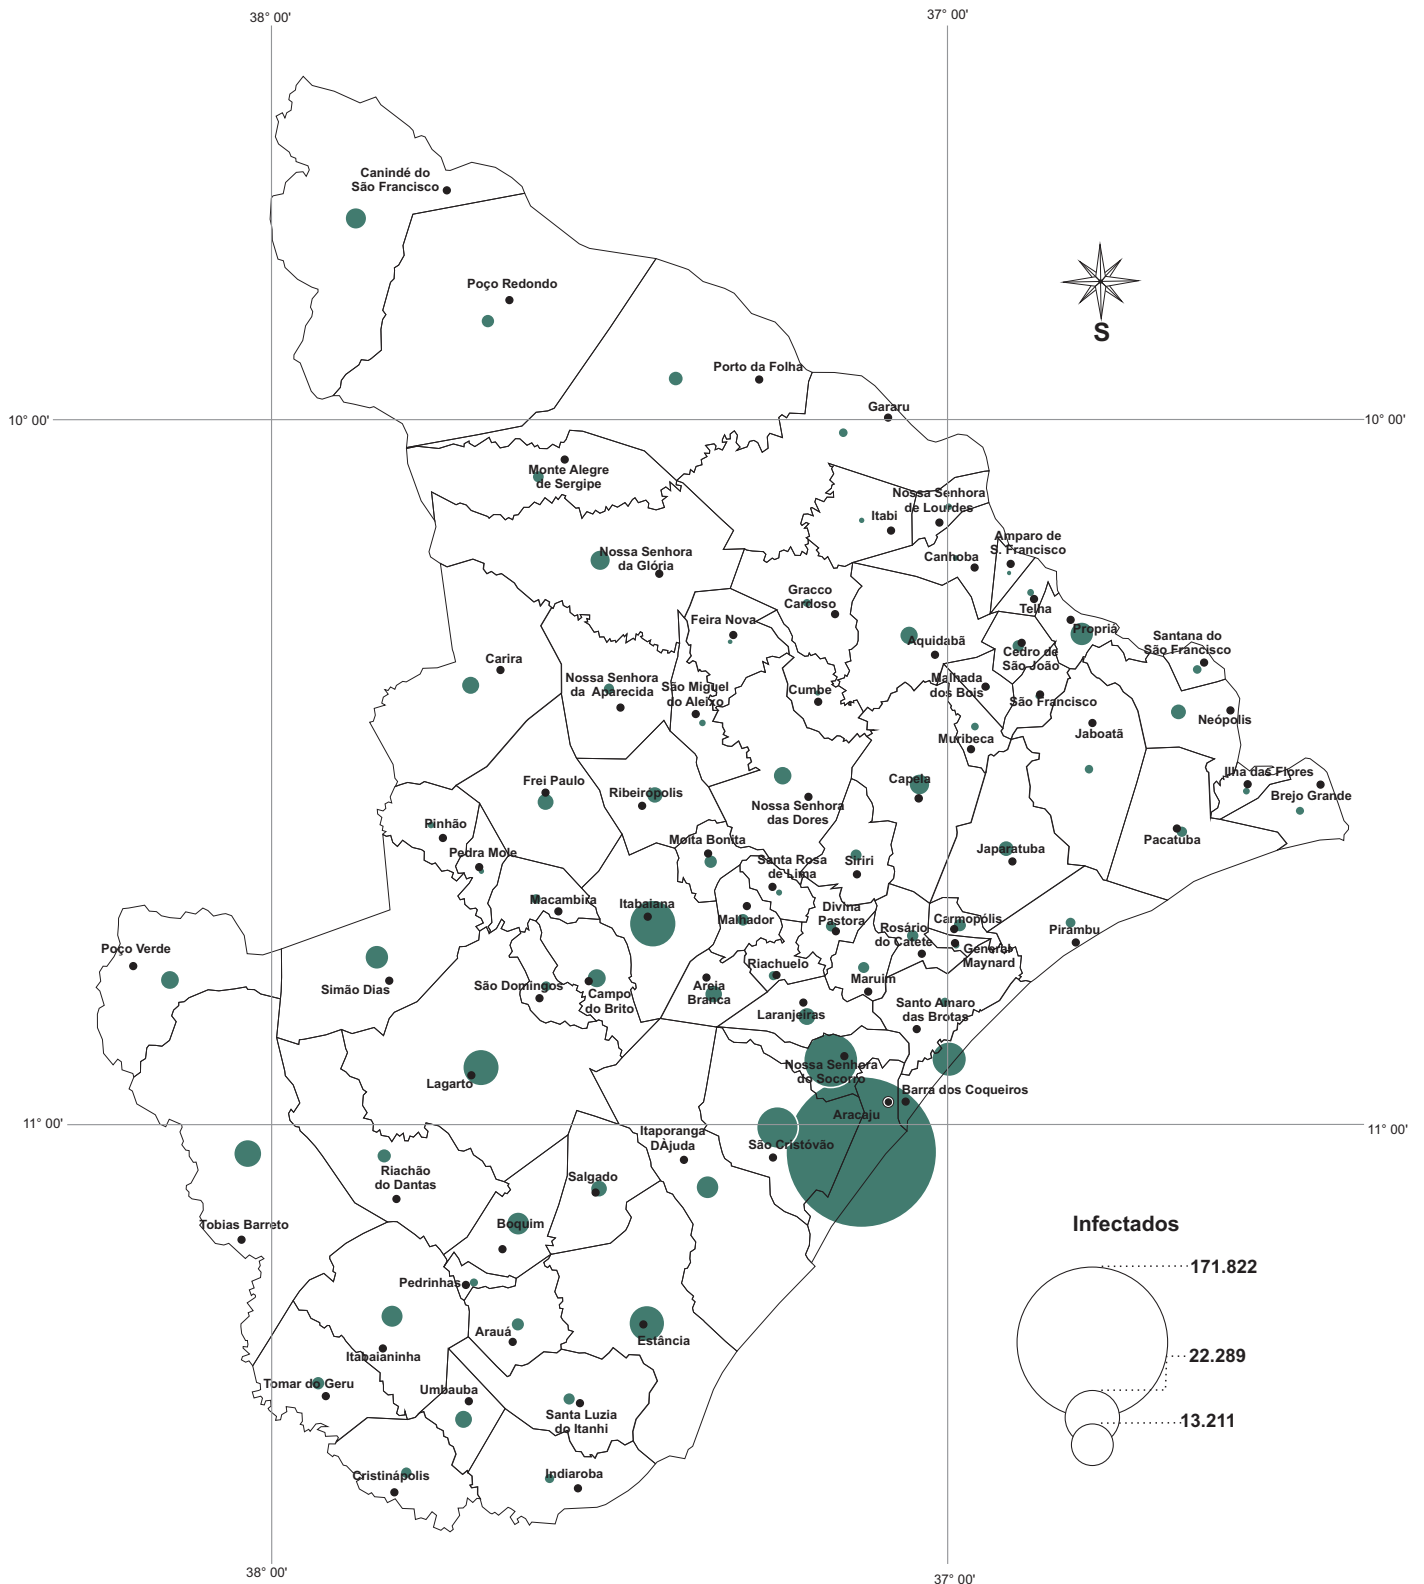 38° 00'
37° 00'
Canindé do
São Francisco
Poço Redondo
S
Porto da Folha
Gararu
10° 00'
10° 00'
Monte Alegre
de Sergipe
Nossa Senhora
de Lourdes
Itabi
Amparo de
S. Francisco
Canhoba
Nossa Senhora
da Glória
Gracco
Cardoso
Telha
Feira Nova
Propriá
Aquidabã
Santana do
São Francisco
Cedro de
São João
Carira
Nossa Senhora
da Aparecida
São Miguel
do Aleixo
Cumbe
Malhada
dos Bois
São Francisco
Neópolis
Jaboatã
Muribeca
Ilha das Flores
Brejo Grande
Frei Paulo
Ribeirópolis
Capela
Nossa Senhora
das Dores
Pinhão
Moita Bonita
Pacatuba
Pedra Mole
Santa Rosa
de Lima
Siriri
Japaratuba
Macambira
Itabaiana
Malhador
Divina
Pastora
Carmopólis
Rosário
do Catete
Pirambu
General
Maynard
Poço Verde
Simão Dias
São Domingos
Campo
do Brito
Areia
Branca
Riachuelo
Maruim
Laranjeiras
Santo Amaro
das Brotas
Nossa Senhora
do Socorro
Lagarto
Barra dos Coqueiros
Aracaju
11° 00'
11° 00'
Itaporanga
DÀjuda
São Cristóvão
Riachão
do Dantas
Salgado
Tobias Barreto
Boquim
Infectados
171.822
Pedrinhas
Arauá
Estância
22.289
Itabaianinha
Tomar do Geru
Umbauba
Santa Luzia
do Itanhi
13.211
Cristinápolis
Indiaroba
38° 00'
37° 00'